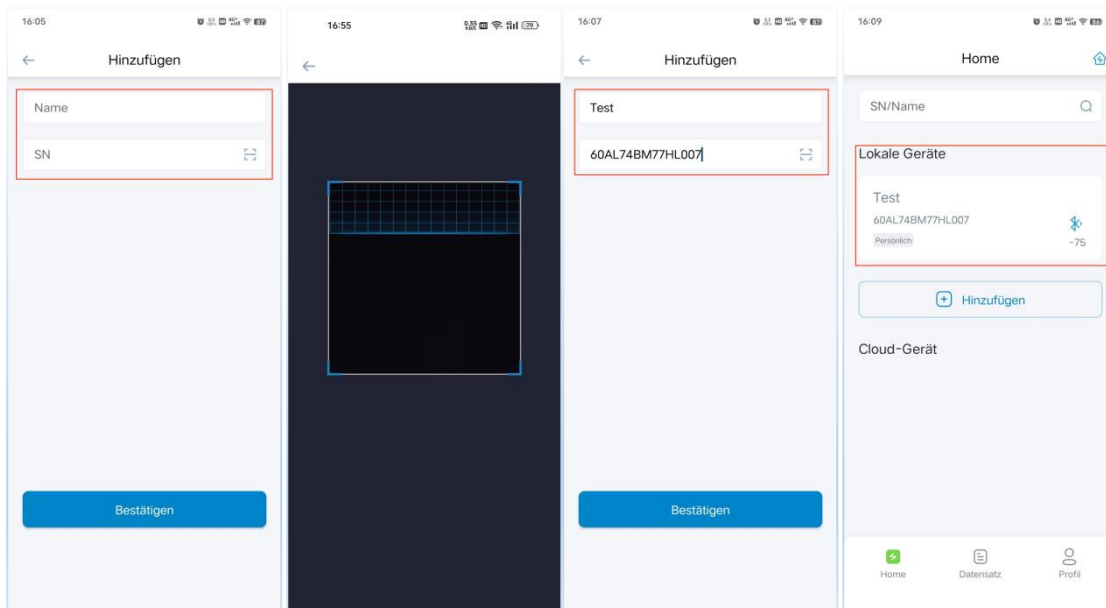 16:05
Hinzufügen
Name
SN
Bestätigen
16:55
16:07
Hinzufügen
Test
60AL74BM77HL007
Bestätigen
16:09
Home
SN/Name
Lokale Geräte
Test
60AL74BM77HL007
Persönlich
-75
Hinzufügen
Cloud-Gerät
Home
Datensatz
Profil